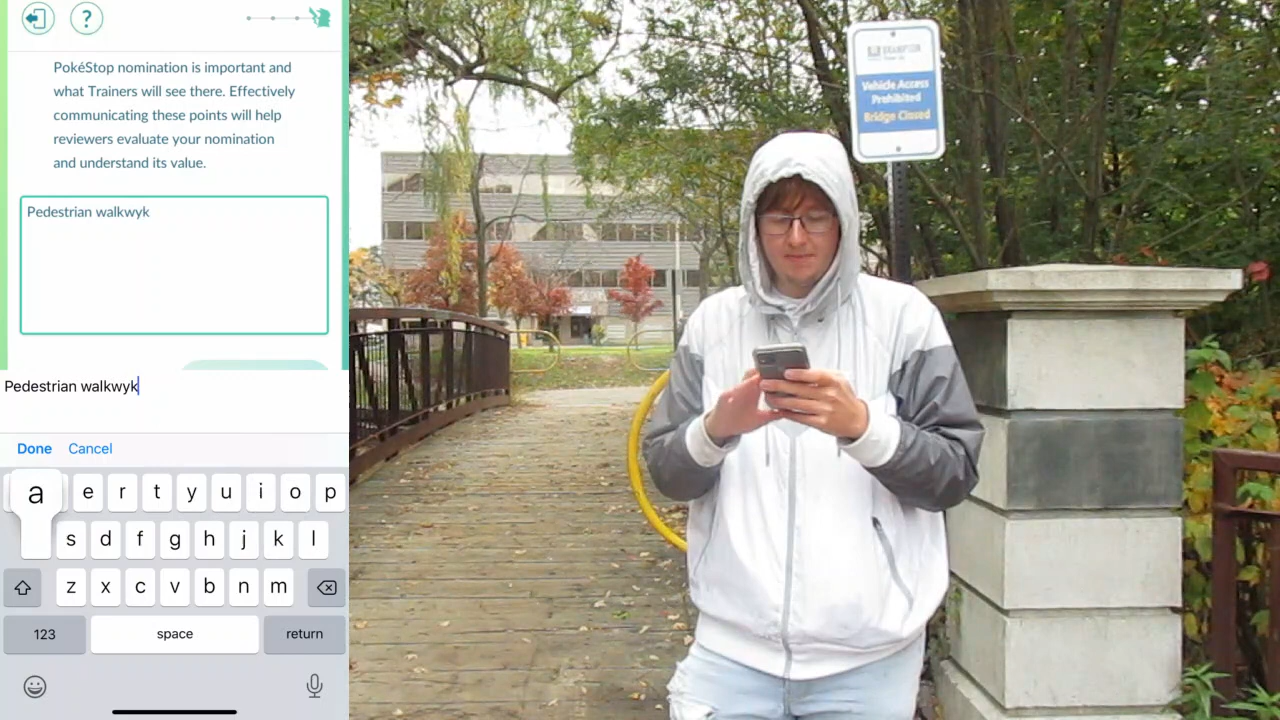 ?
PokéStop nomination is important and
what Trainers will see there. Effectively
communicating these points will help
reviewers evaluate your nomination
and understand its value.
Pedestrian walkwyk
Pedestrian walkwyk
Done Cancel
a e r t y u i o p
s d f g h j k l
z x c v b n m
123 space return
BRAMPTON
Vehicle Access
Prohibited
Bridge Closed